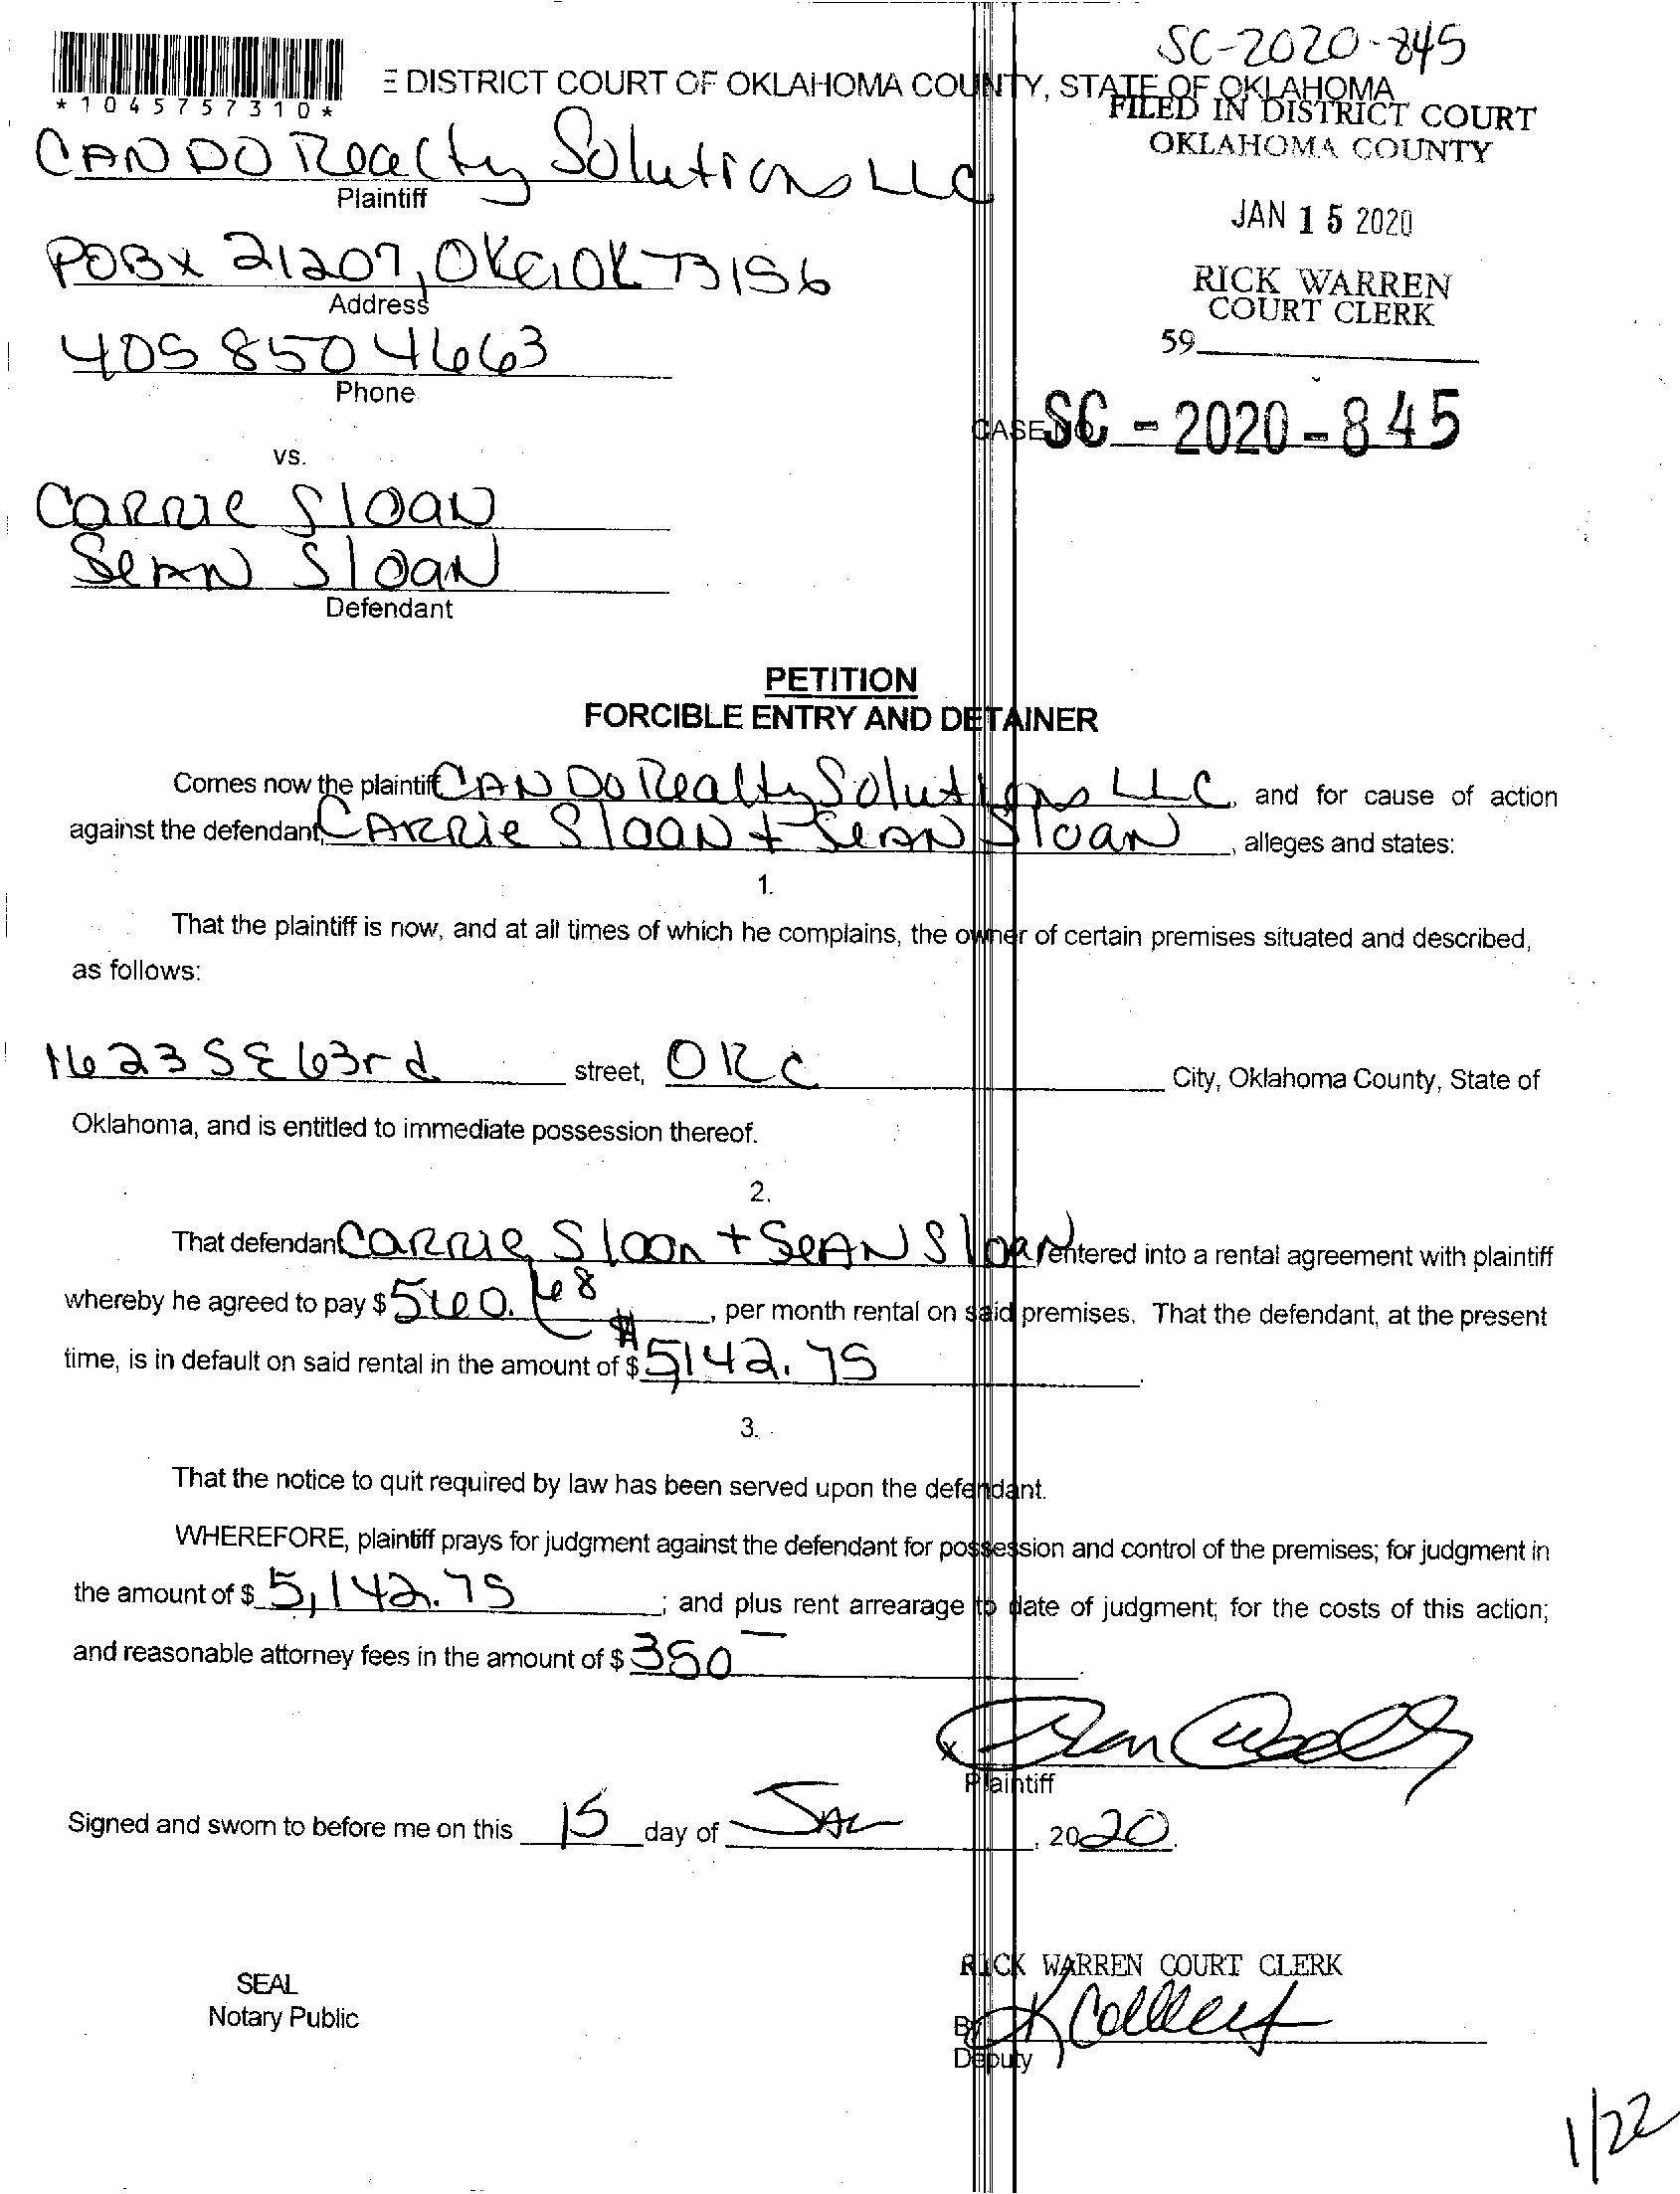 SC-2020-845
DISTRICT COURT OF OKLAHOMA COUNTY, STATE OF OKLAHOMA
*1045757310*
FILED IN DISTRICT COURT
OKLAHOMA COUNTY
CAN DO Realty Solutions LLC
Plaintiff
JAN 15 2020
POBX 21207, OKC, OK 73156
Address
RICK WARREN
COURT CLERK
405 850 4663
59
Phone
CASE NO. SC-2020-845
vs.
Carrie Sloan
Sean Sloan
Defendant
PETITION
FORCIBLE ENTRY AND DETAINER
Comes now the plaintiff CAN DO Realty Solutions LLC, and for cause of action
against the defendant, Carrie Sloan + Sean Sloan, alleges and states:
1.
That the plaintiff is now, and at all times of which he complains, the owner of certain premises situated and described,
as follows:
1623 SE 63rd street, OKC City, Oklahoma County, State of
Oklahoma, and is entitled to immediate possession thereof.
2.
That defendant Carrie Sloan + Sean Sloan entered into a rental agreement with plaintiff
whereby he agreed to pay $ 560.68, per month rental on said premises. That the defendant, at the present
time, is in default on said rental in the amount of $ 5142.75.
3.
That the notice to quit required by law has been served upon the defendant.
WHEREFORE, plaintiff prays for judgment against the defendant for possession and control of the premises; for judgment in
the amount of $ 5,142.75; and plus rent arrearage to date of judgment; for the costs of this action;
and reasonable attorney fees in the amount of $ 350.
x
Plaintiff
Signed and sworn to before me on this 15 day of Jan, 2020.
RICK WARREN COURT CLERK
SEAL
Notary Public
By
Deputy
1/22